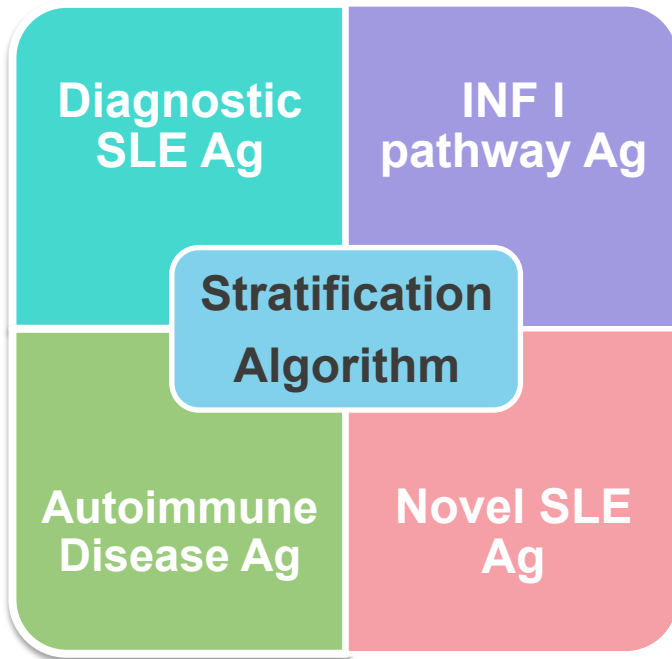 Diagnostic
SLE Ag
INF I
pathway Ag
Stratification
Algorithm
Autoimmune
Disease Ag
Novel SLE
Ag